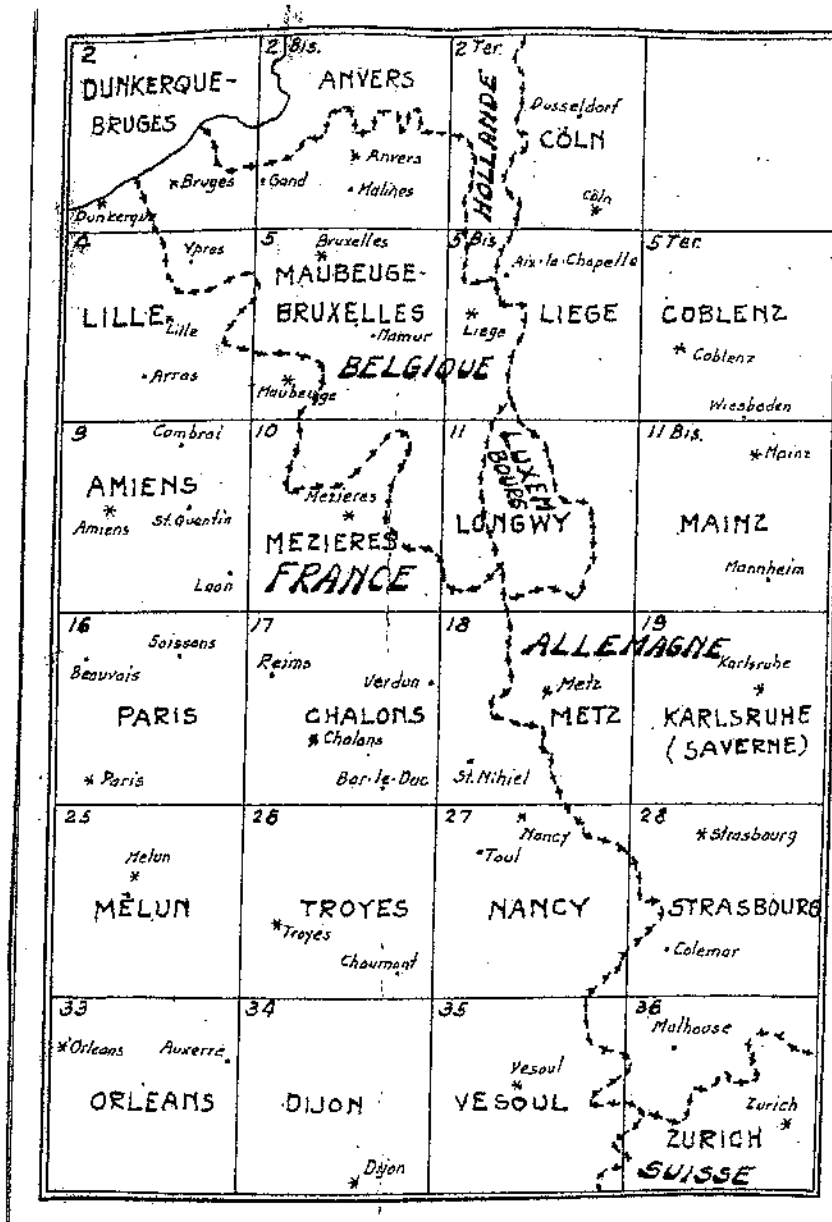 2
DUNKERQUE-
BRUGES
Bruges
Dunkerque
2 Bis.
ANVERS
Anvers
Gand
Malines
2 Ter.
HOLLANDE
Dusseldorf
CÖLN
Cöln
4
Ypres
LILLE
Lille
Arras
5
Bruxelles
MAUBEUGE-
BRUXELLES
Namur
BELGIQUE
Maubeuge
5 Bis
Aix-la-Chapelle
Liege
LIEGE
5 Ter.
COBLENZ
Coblenz
Wiesbaden
9
Cambrai
AMIENS
Amiens
St. Quentin
Laon
10
Mezieres
MEZIERES
FRANCE
11
LUXEM
BOURG
LONGWY
11 Bis.
Mainz
MAINZ
Mannheim
16
Soissons
Beauvais
PARIS
Paris
17
Reims
Verdun
CHALONS
Chalons
Bar-le-Duc
18
ALLEMAGNE
Metz
METZ
St. Mihiel
19
Karlsruhe
KARLSRUHE
(SAVERNE)
25
Melun
MELUN
26
TROYES
Troyes
Chaumont
27
Nancy
Toul
NANCY
28
Strasbourg
STRASBOURG
Colemar
33
Orleans
Auxerre
ORLEANS
34
DIJON
Dijon
35
Vesoul
VESOUL
36
Malhouse
Zurich
ZURICH
SUISSE